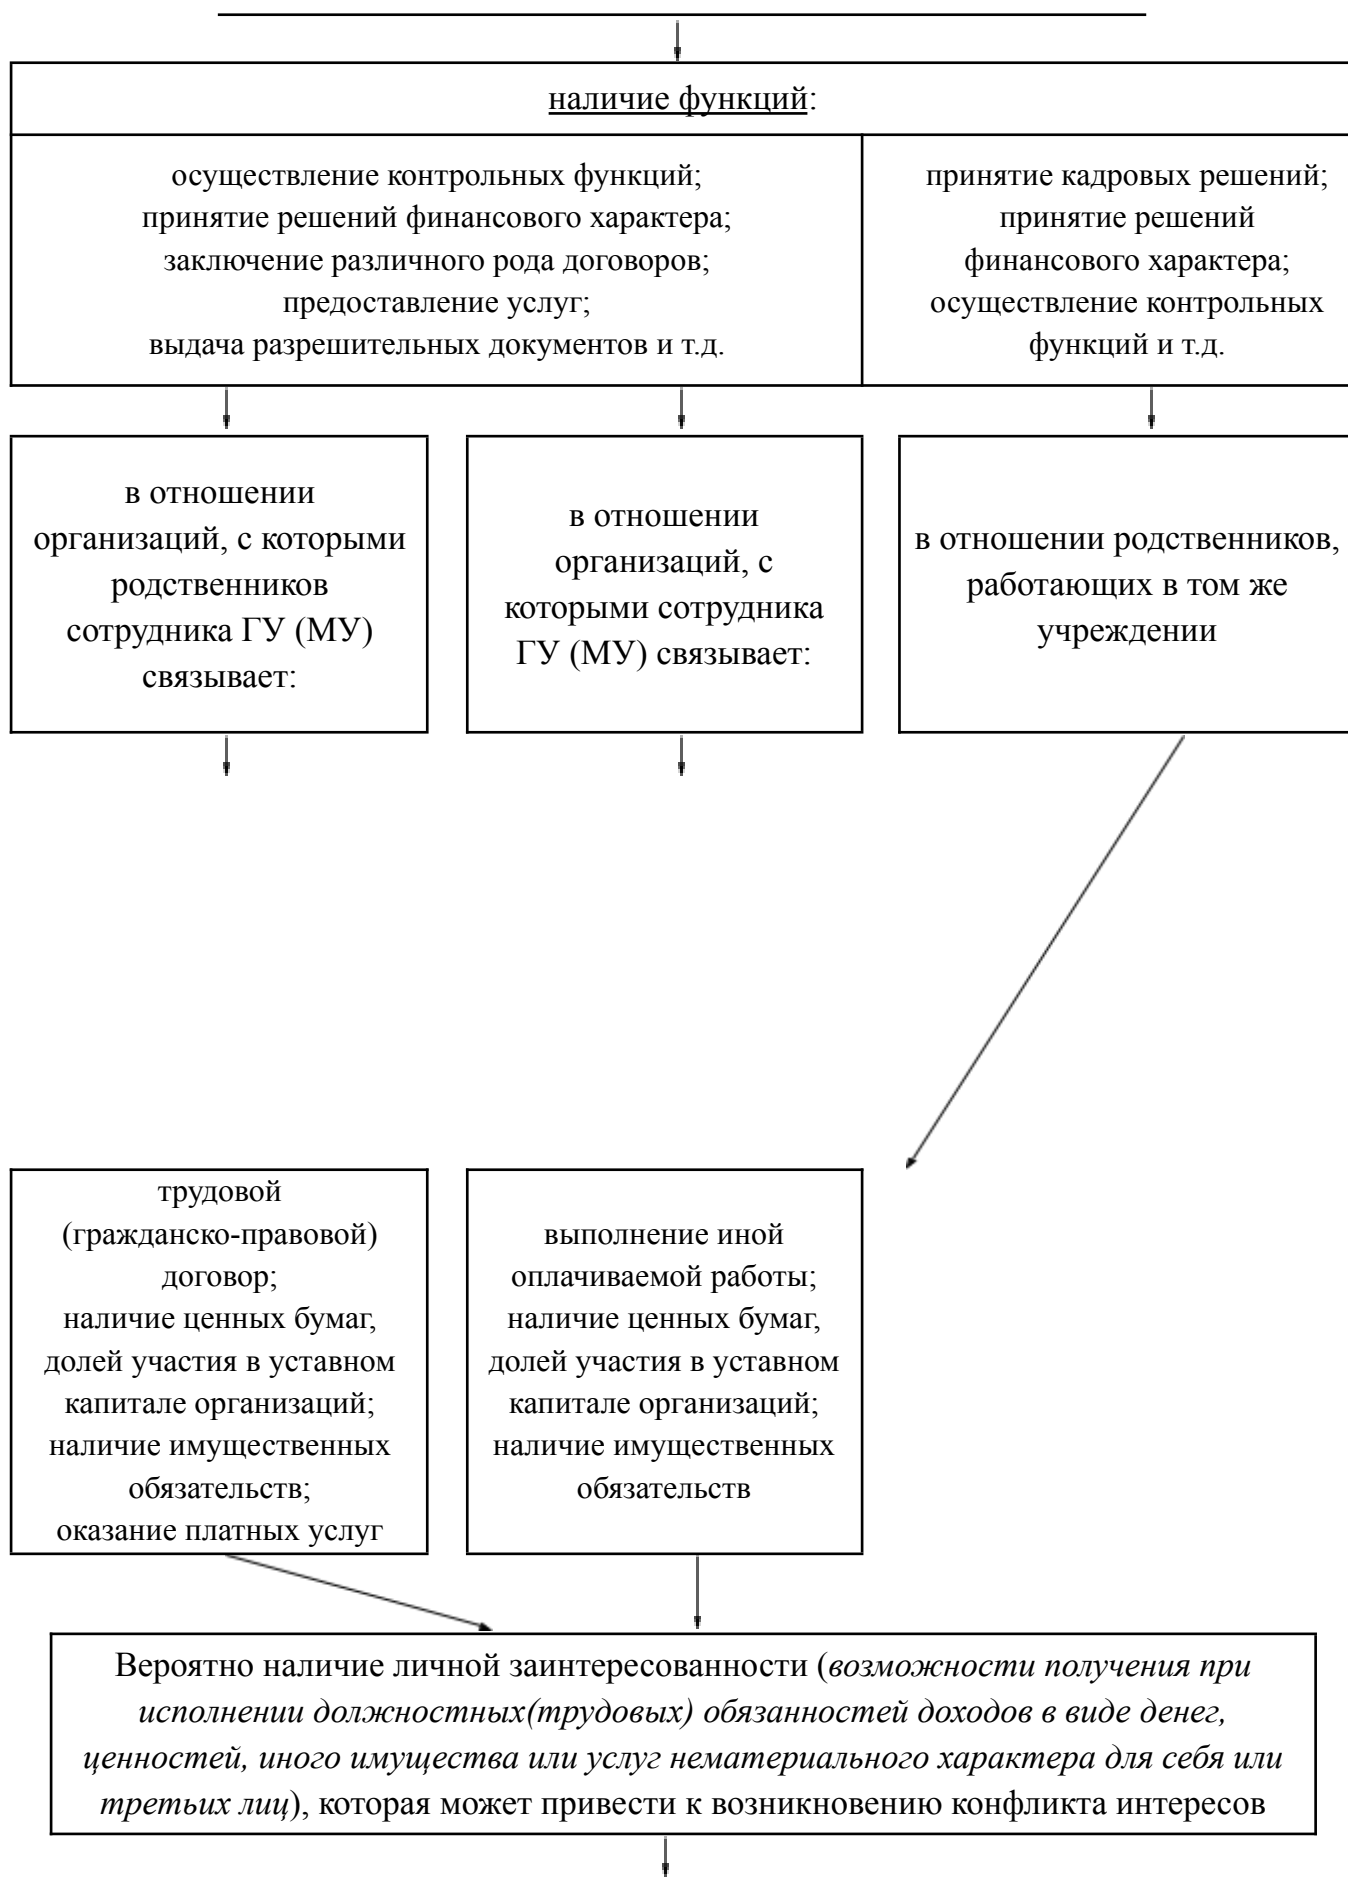 наличие функций:
осуществление контрольных функций;
принятие решений финансового характера;
заключение различного рода договоров;
предоставление услуг;
выдача разрешительных документов и т.д.
принятие кадровых решений;
принятие решений
финансового характера;
осуществление контрольных
функций и т.д.
в отношении
организаций, с которыми
родственников
сотрудника ГУ (МУ)
связывает:
в отношении
организаций, с
которыми сотрудника
ГУ (МУ) связывает:
в отношении родственников,
работающих в том же
учреждении
трудовой
(гражданско-правовой)
договор;
наличие ценных бумаг,
долей участия в уставном
капитале организаций;
наличие имущественных
обязательств;
оказание платных услуг
выполнение иной
оплачиваемой работы;
наличие ценных бумаг,
долей участия в уставном
капитале организаций;
наличие имущественных
обязательств
Вероятно наличие личной заинтересованности (возможности получения при
исполнении должностных(трудовых) обязанностей доходов в виде денег,
ценностей, иного имущества или услуг нематериального характера для себя или
третьих лиц), которая может привести к возникновению конфликта интересов